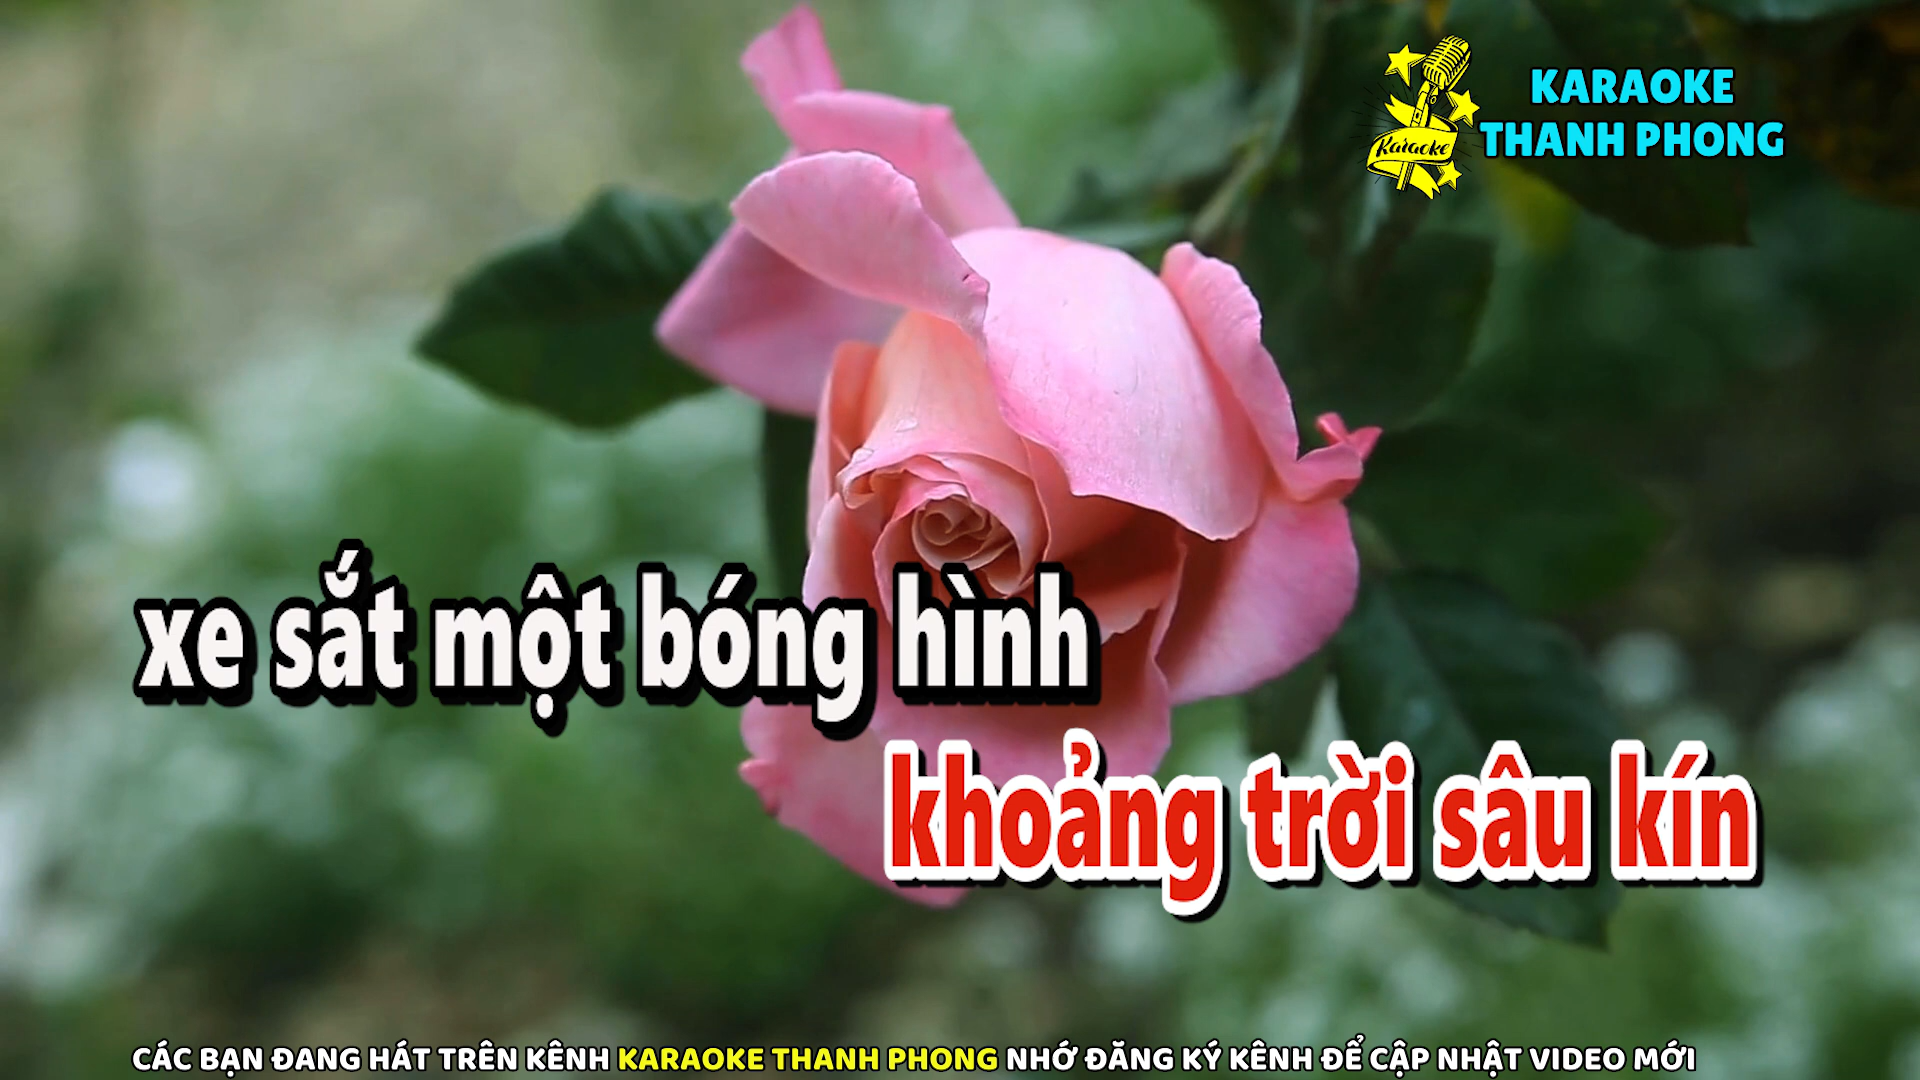 KARAOKE
THANH PHONG
Karaoke
xe sắt một bóng hình
khoảng trời sâu kín
CÁC BẠN ĐANG HÁT TRÊN KÊNH KARAOKE THANH PHONG NHỚ ĐĂNG KÝ KÊNH ĐỂ CẬP NHẬT VIDEO MỚI